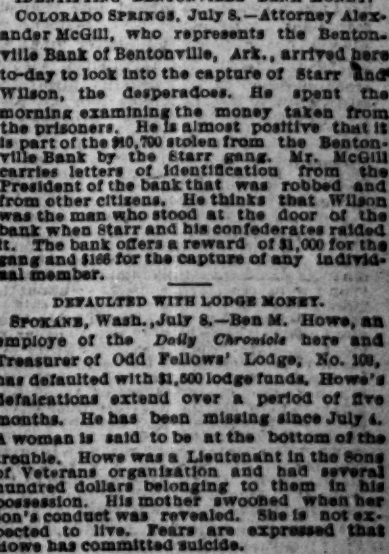 COLORADO SPRINGS, July 8.—Attorney Alex-
ander McGill, who represents the Benton-
ville Bank of Bentonville, Ark., arrived here
to-day to look into the capture of Starr and
Wilson, the desperadoes. He spent the
morning examining the money taken from
the prisoners. He is almost positive that it
is part of the $10,700 stolen from the Benton-
ville Bank by the Starr gang. Mr. McGill
carries letters of identification from the
President of the bank that was robbed and
from other citizens. He thinks that Wilson
was the man who stood at the door of the
bank when Starr and his confederates raided
it. The bank offers a reward of $1,000 for the
gang and $166 for the capture of any individ-
ual member.
DEFAULTED WITH LODGE MONEY.
SPOKANE, Wash., July 8.—Ben M. Howe, an
employe of the Daily Chronicle here and
Treasurer of Odd Fellows' Lodge, No.
has defaulted with $1,500 lodge funds. Howe's
defalcations extend over a period of five
months. He has been missing since July 4.
A woman is said to be at the bottom of the
trouble. Howe was a Lieutenant in the Sons
of Veterans organization and had several
hundred dollars belonging to them in his
possession. His mother swooned when her
son's conduct was revealed. She is not ex-
pected to live. Fears are expressed that
Howe has committed suicide.